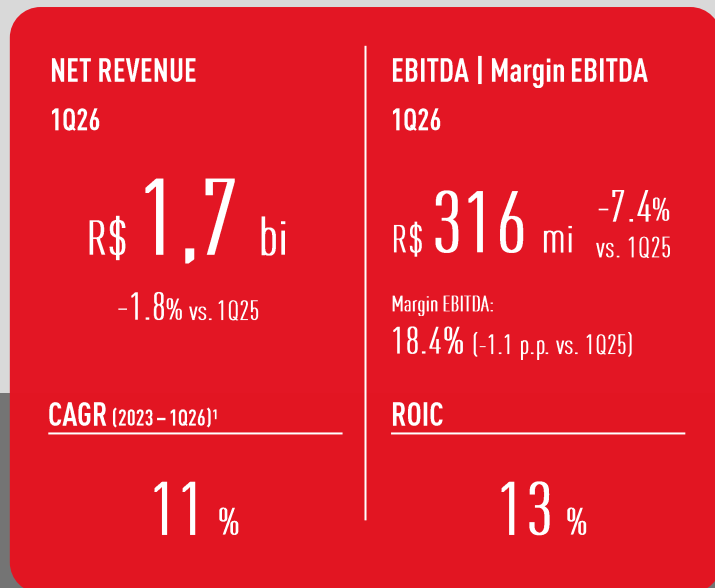 NET REVENUE
1Q26
R$ 1,7 bi
-1.8% vs. 1Q25
CAGR (2023 – 1Q26)¹
11 %
EBITDA | Margin EBITDA
1Q26
R$ 316 mi
-7.4%
vs. 1Q25
Margin EBITDA:
18.4% (-1.1 p.p. vs. 1Q25)
ROIC
13 %